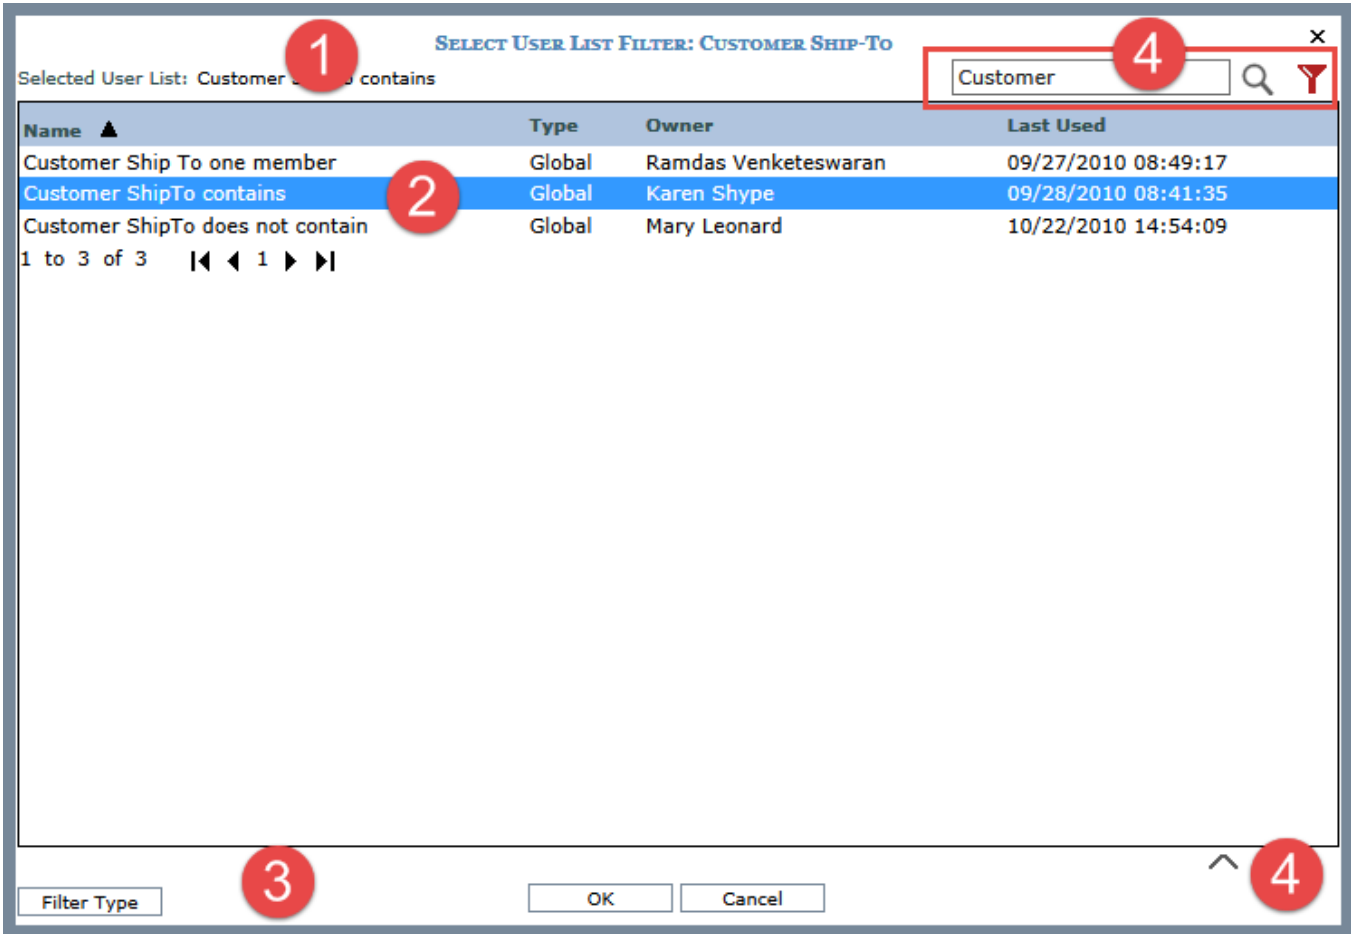 SELECT USER LIST FILTER: CUSTOMER SHIP-TO
1
4
Selected User List: Customer contains
Customer
Name Type Owner Last Used
Customer Ship To one member Global Ramdas Venketeswaran 09/27/2010 08:49:17
Customer ShipTo contains Global Karen Shype 09/28/2010 08:41:35
2
Customer ShipTo does not contain Global Mary Leonard 10/22/2010 14:54:09
1 to 3 of 3 1
3
4
Filter Type OK Cancel